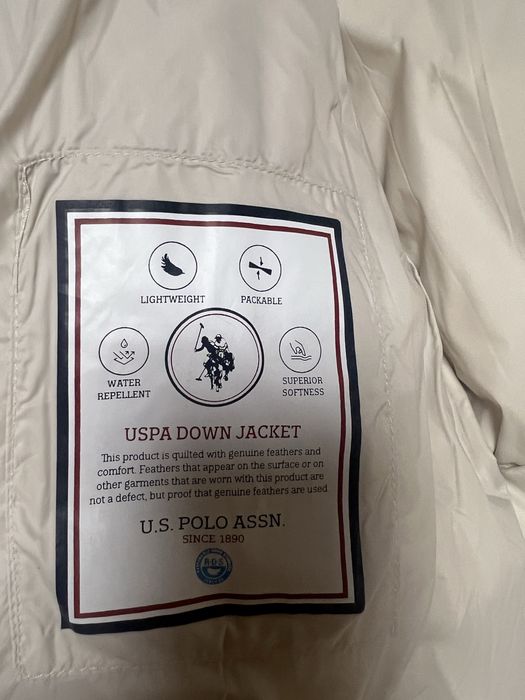 LIGHTWEIGHT
PACKABLE
WATER
REPELLENT
SUPERIOR
SOFTNESS
USPA DOWN JACKET
This product is quilted with genuine feathers and
comfort. Feathers that appear on the surface or on
other garments that are worn with this product are
not a defect, but proof that genuine feathers are used
U.S. POLO ASSN.
SINCE 1890
RDS